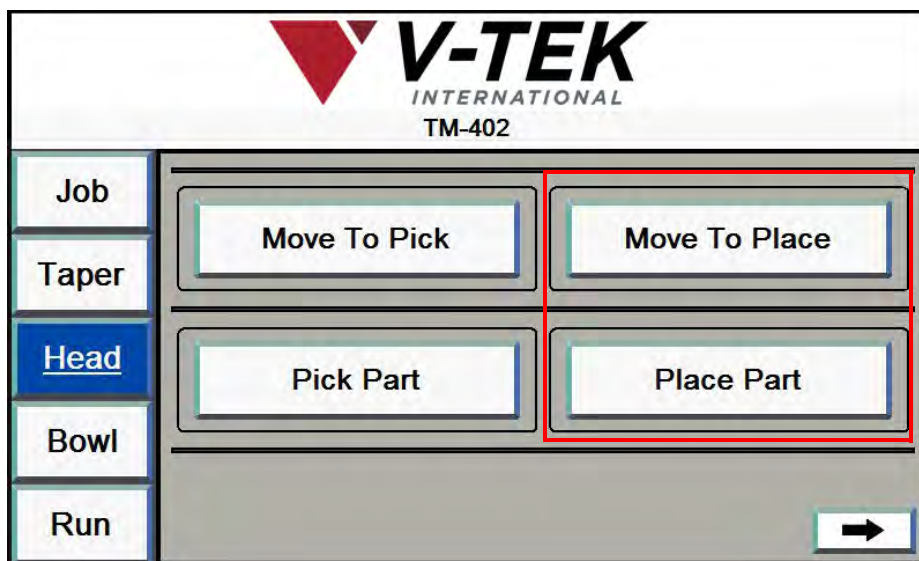 V-TEK
INTERNATIONAL
TM-402
Job
Taper
Head
Bowl
Run
Move To Pick
Move To Place
Pick Part
Place Part